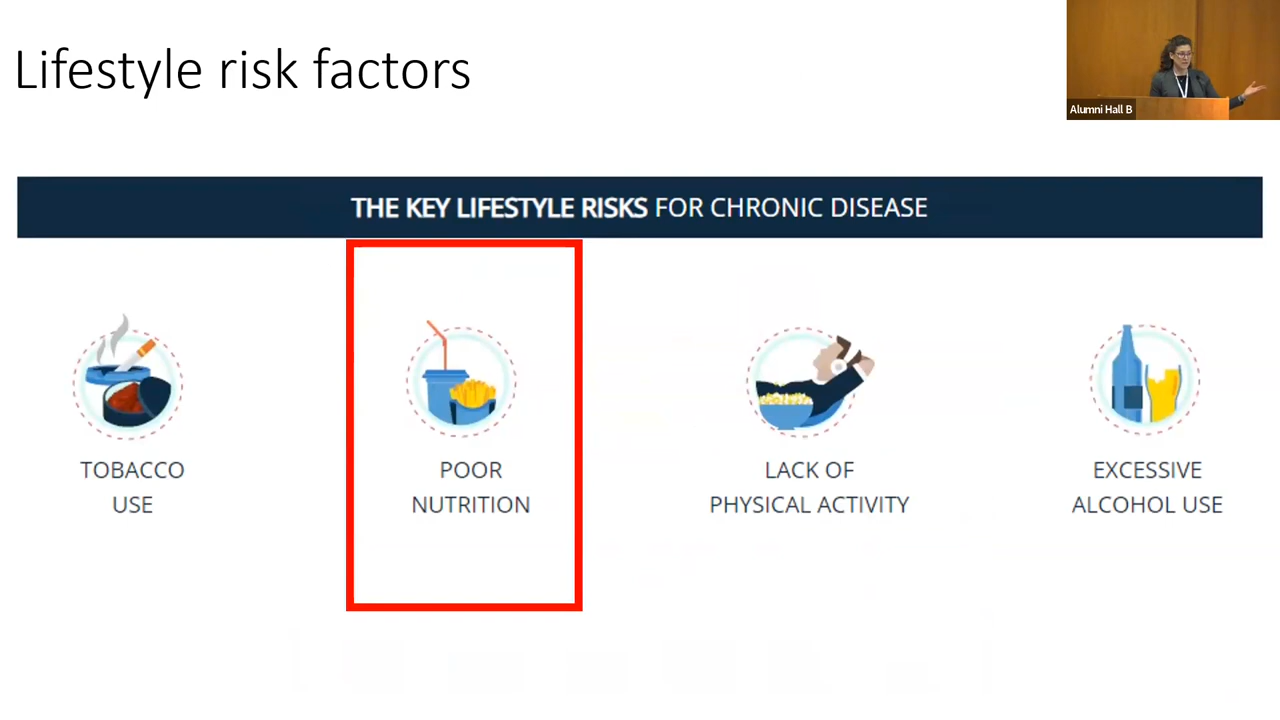 Lifestyle risk factors
Alumni Hall B
THE KEY LIFESTYLE RISKS FOR CHRONIC DISEASE
TOBACCO
USE
POOR
NUTRITION
LACK OF
PHYSICAL ACTIVITY
EXCESSIVE
ALCOHOL USE